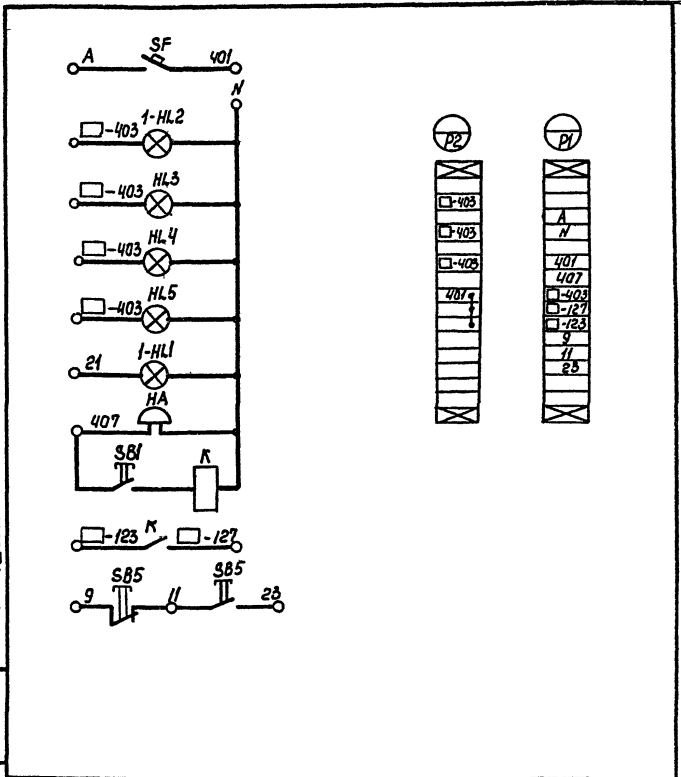 A SF 401
N
□-403 1-HL2
□-403 HL3
□-403 HL4
□-403 HL5
21 1-HL1
HA
407
SB1 K
□-123 K □-127
9 SB5 11 SB5 23
P2
□-403
□-403
□-403
401
P1
A
N
401
407
□-403
□-127
□-123
9
11
23